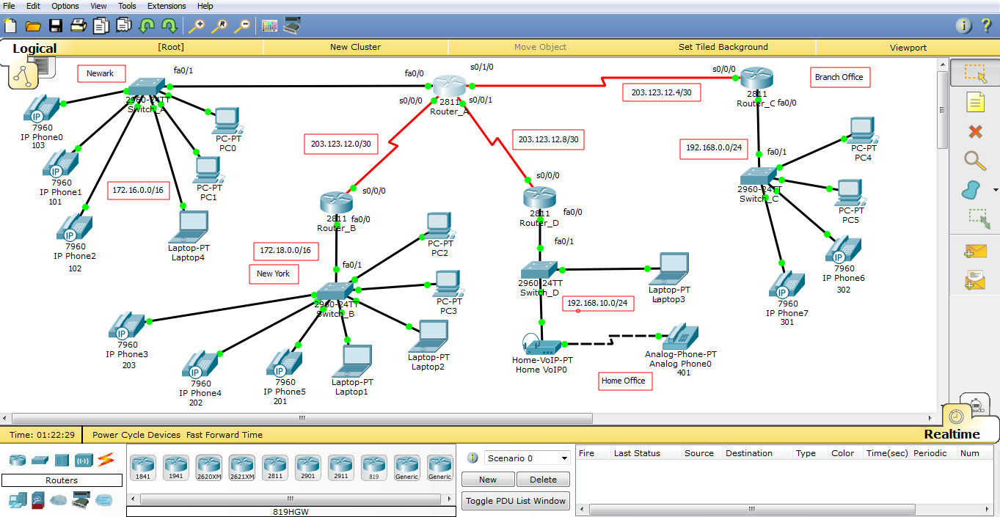 File Edit Options View Tools Extensions Help
Logical [Root] New Cluster Move Object Set Tiled Background Viewport
Newark
fa0/1
fa0/0
s0/1/0
s0/0/0
s0/0/1
2811
Router_A
203.123.12.4/30
s0/0/0
2811
Router_C
fa0/0
Branch Office
2960-24TT
Switch_A
IP
7960
IP Phone0
103
IP
7960
IP Phone1
101
IP
7960
IP Phone2
102
172.16.0.0/16
PC-PT
PC0
PC-PT
PC1
Laptop-PT
Laptop4
203.123.12.0/30
203.123.12.8/30
s0/0/0
2811
Router_B
fa0/0
172.18.0.0/16
New York
fa0/1
2960-24TT
Switch_B
PC-PT
PC2
PC-PT
PC3
Laptop-PT
Laptop2
Laptop-PT
Laptop1
IP
7960
IP Phone3
203
IP
7960
IP Phone4
202
IP
7960
IP Phone5
201
s0/0/0
2811
Router_D
fa0/0
fa0/1
2960-24TT
Switch_D
192.168.10.0/24
Laptop-PT
Laptop3
Home-VoIP-PT
Home VoIP0
Analog-Phone-PT
Analog Phone0
401
Home Office
192.168.0.0/24
fa0/1
2960-24TT
Switch_C
PC-PT
PC4
PC-PT
PC5
IP
7960
IP Phone6
302
IP
7960
IP Phone7
301
Time: 01:22:29 Power Cycle Devices Fast Forward Time
Realtime
Routers
1841 1941 2620XM 2621XM 2811 2901 2911 819 Generic Generic
819HGW
Scenario 0
New Delete
Toggle PDU List Window
Fire Last Status Source Destination Type Color Time(sec) Periodic Num